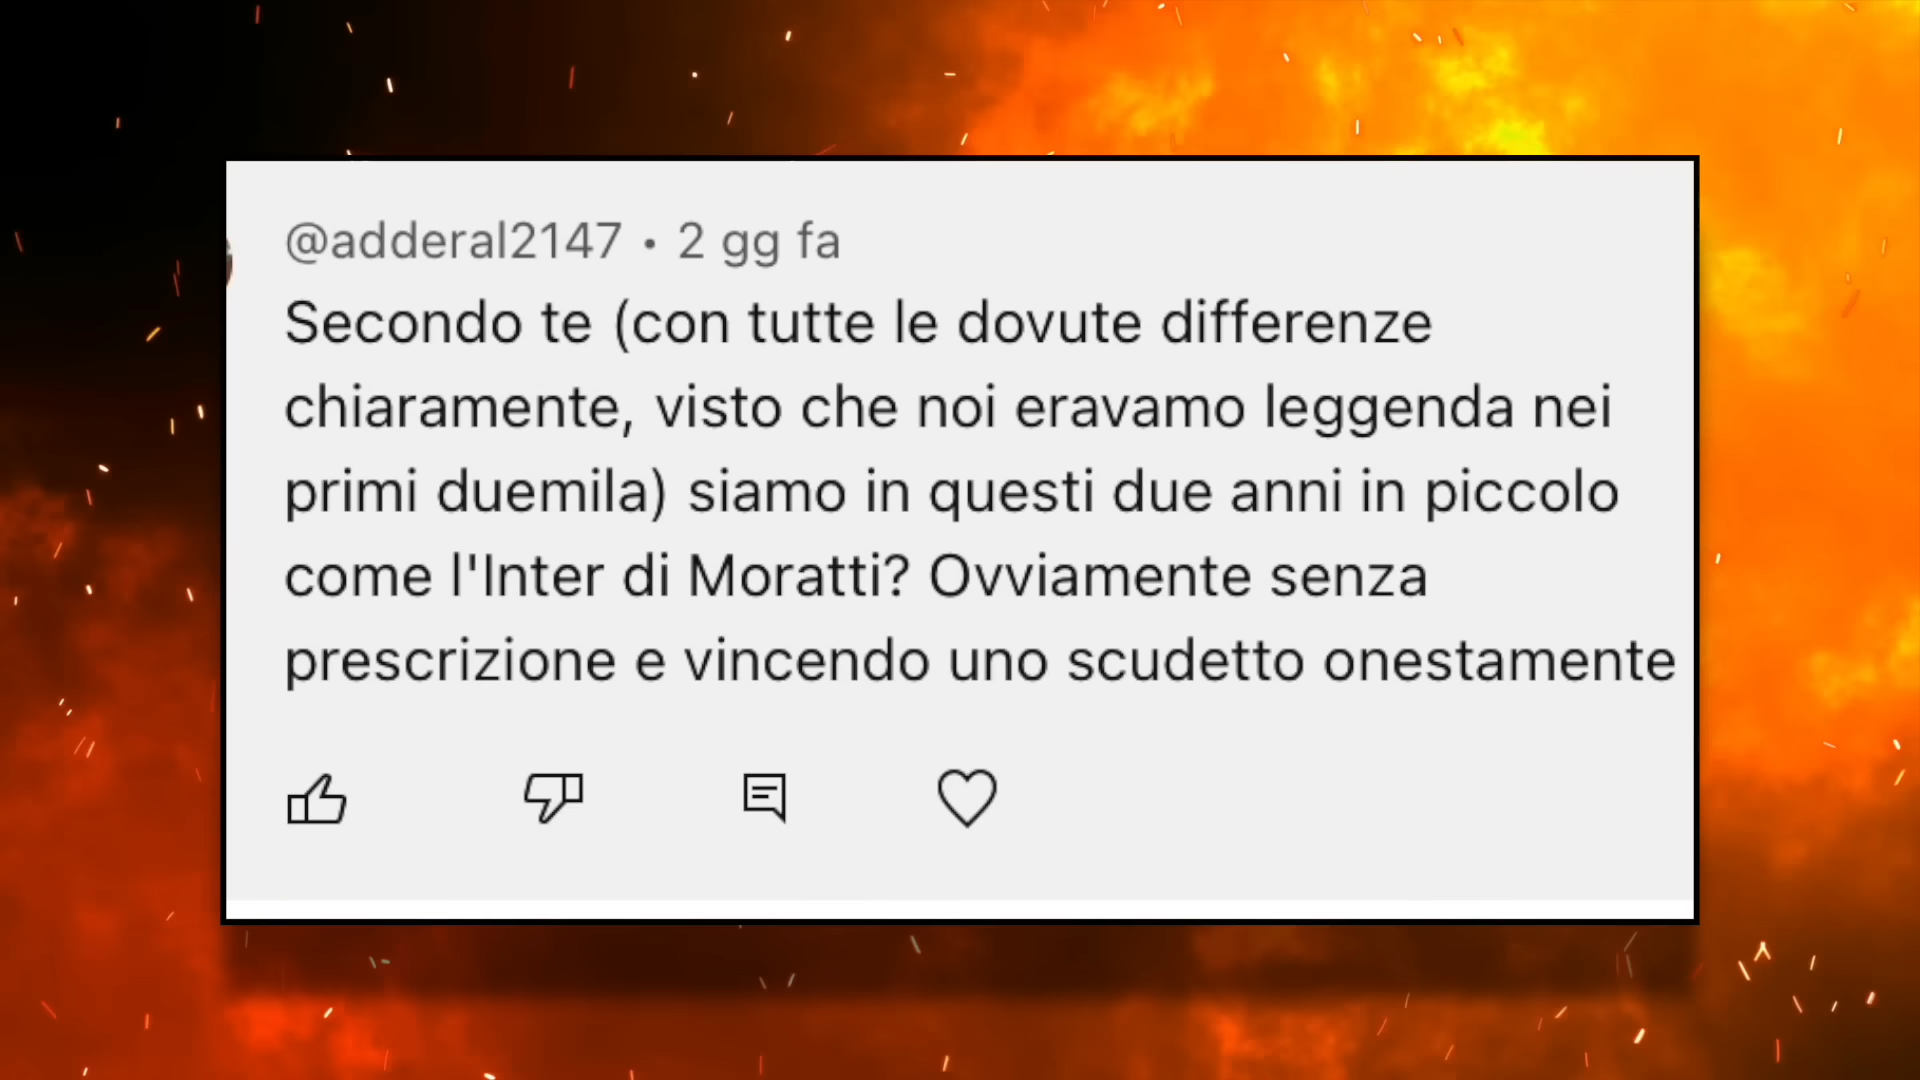 @adderal2147 • 2 gg fa
Secondo te (con tutte le dovute differenze
chiaramente, visto che noi eravamo leggenda nei
primi duemila) siamo in questi due anni in piccolo
come l'Inter di Moratti? Ovviamente senza
prescrizione e vincendo uno scudetto onestamente